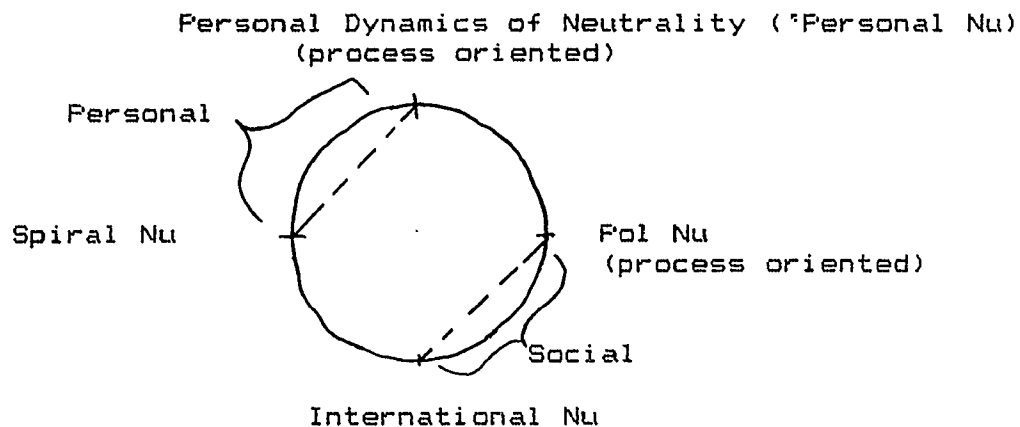 Personal Dynamics of Neutrality ("Personal Nu)
(process oriented)
Personal
Spiral Nu
Pol Nu
(process oriented)
Social
International Nu